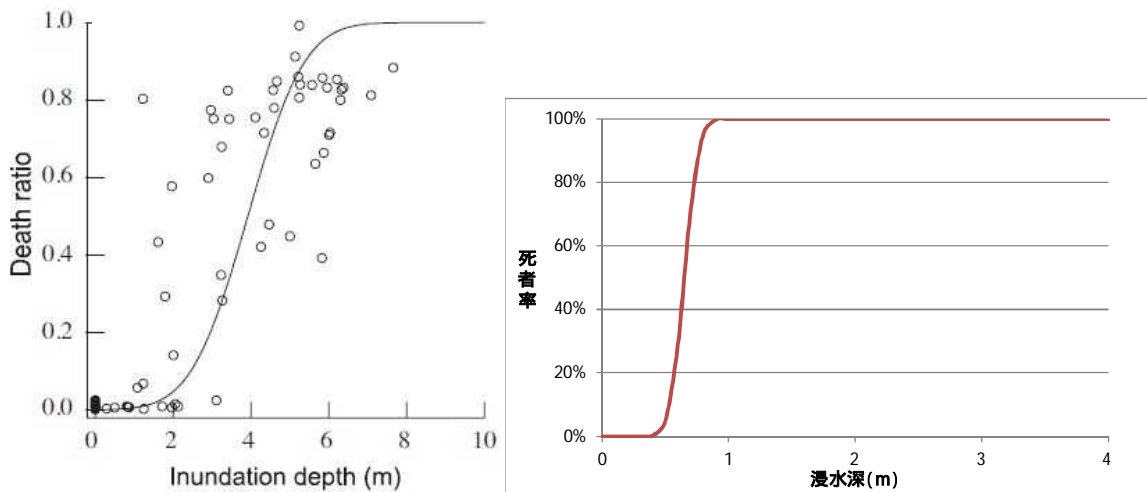 1.0
0.8
0.6
0.4
0.2
0.0
Death ratio
0 2 4 6 8 10
Inundation depth (m)
100%
80%
60%
40%
20%
0%
死者率
0 1 2 3 4
浸水深(m)